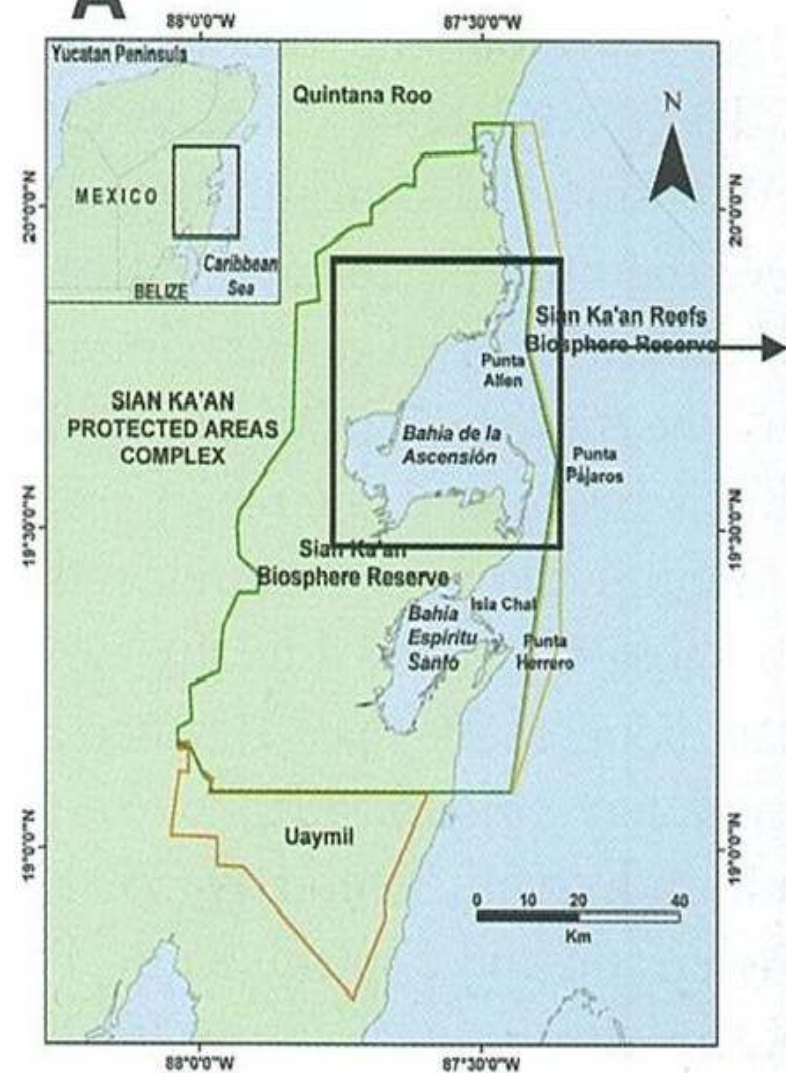 A
88°0'0"W
87°30'0"W
Yucatan Peninsula
MEXICO
Caribbean
Sea
BELIZE
Quintana Roo
N
20°0'0"N
20°0'0"N
Sian Ka'an Reefs
Biosphere Reserve
Punta
Allen
SIAN KA'AN
PROTECTED AREAS
COMPLEX
Bahía de la
Ascensión
Punta
Pájaros
19°30'0"N
19°30'0"N
Sian Ka'an
Biosphere Reserve
Isla Chal
Bahía
Espíritu
Santo
Punta
Herrero
19°0'0"N
19°0'0"N
Uaymil
0 10 20 40
Km
88°0'0"W
87°30'0"W